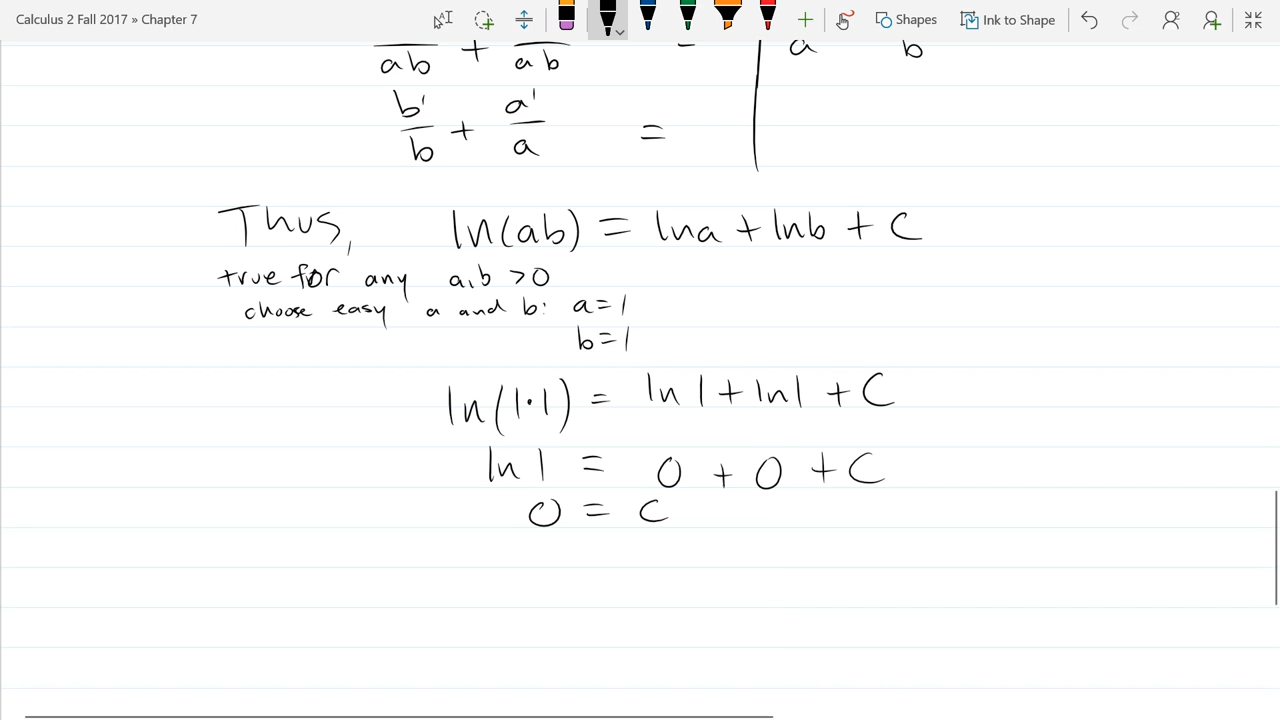 Calculus 2 Fall 2017 » Chapter 7 Shapes Ink to Shape
ab + ab = a b
b'/b + a'/a =
Thus, ln(ab) = lna + lnb + C
true for any a,b >0
choose easy a and b: a=1
b=1
ln(1·1) = ln1 + ln1 + C
ln1 = 0 + 0 + C
0 = C